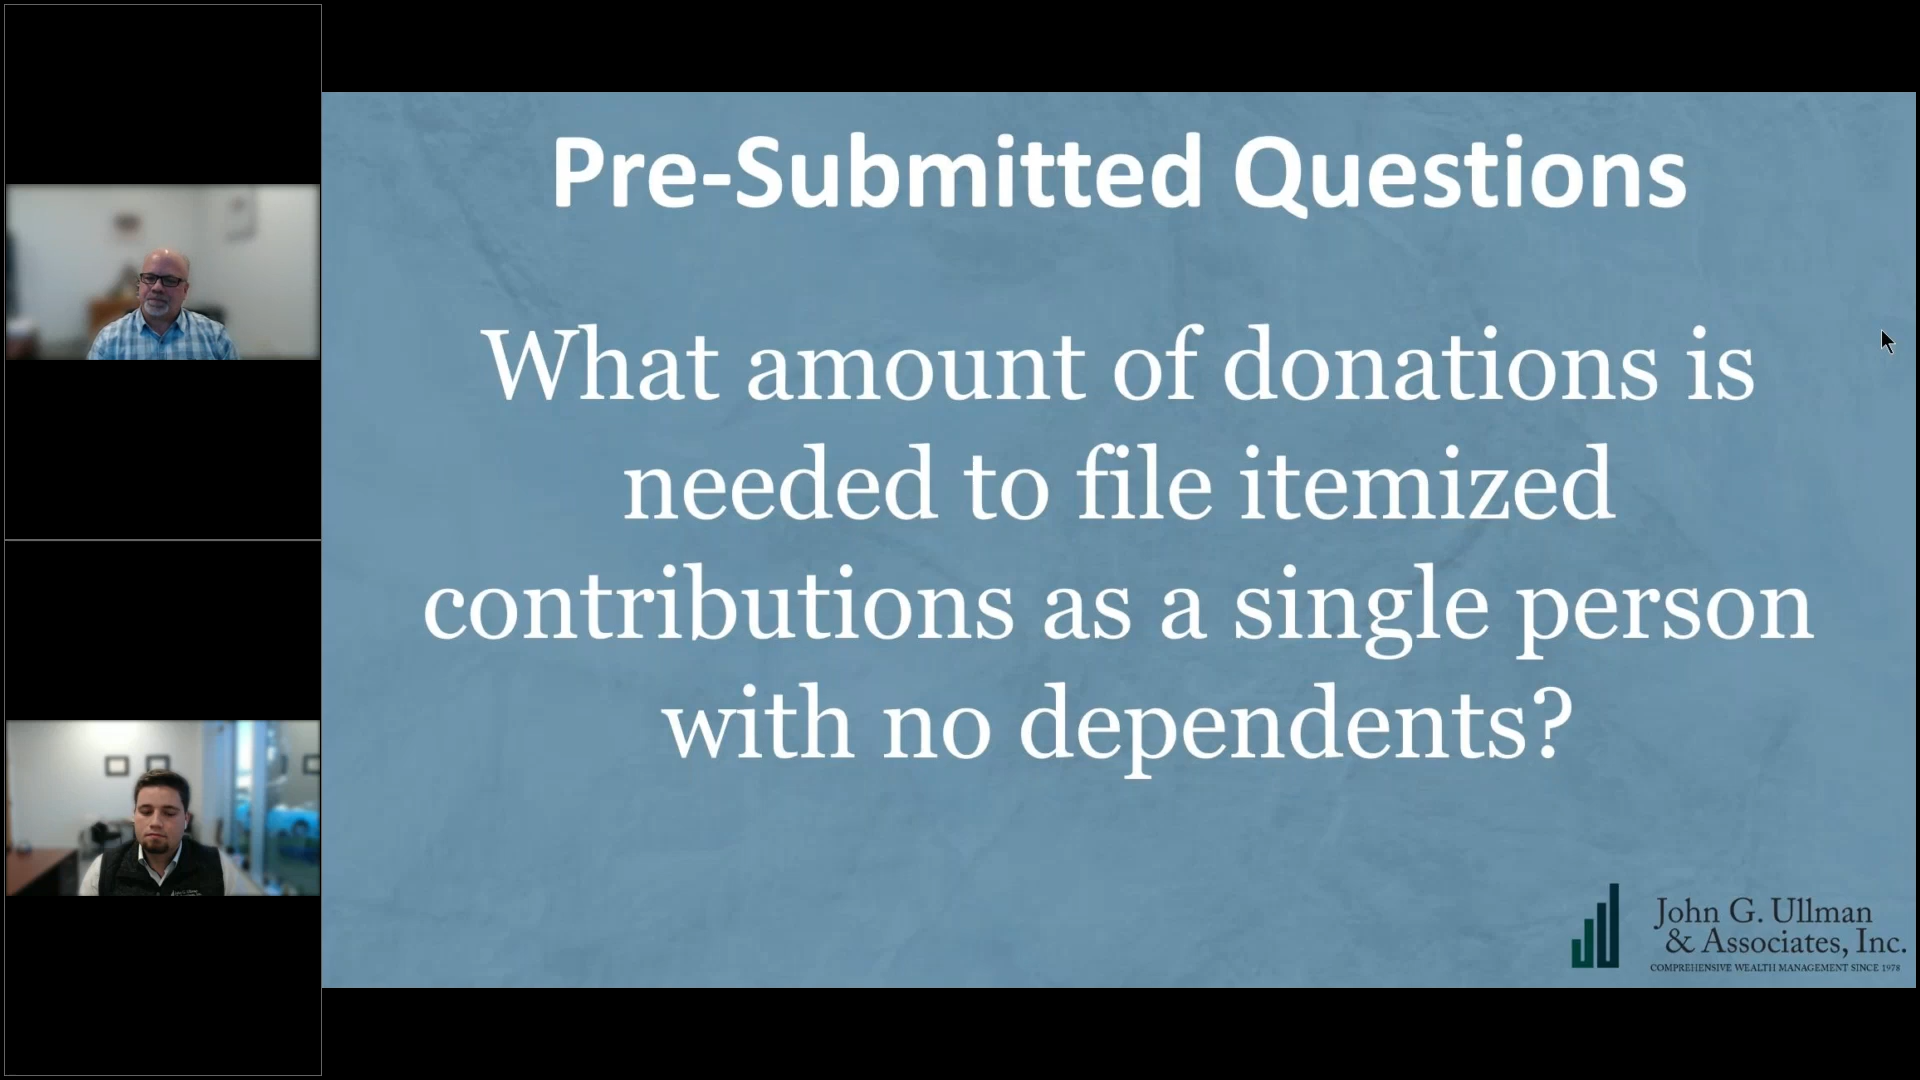 Pre-Submitted Questions
What amount of donations is
needed to file itemized
contributions as a single person
with no dependents?
John G. Ullman
& Associates, Inc.
COMPREHENSIVE WEALTH MANAGEMENT SINCE 1978